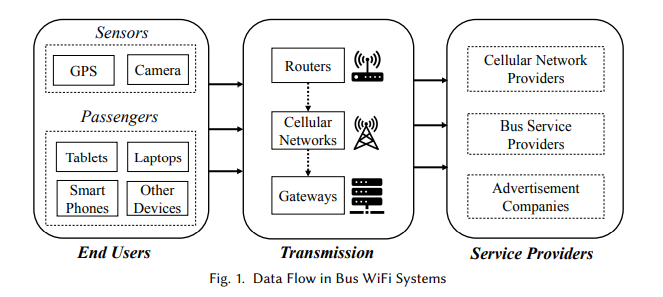 Sensors
GPS
Camera
Passengers
Tablets
Laptops
Smart
Phones
Other
Devices
End Users
Routers
Cellular
Networks
Gateways
Transmission
Cellular Network
Providers
Bus Service
Providers
Advertisement
Companies
Service Providers
Fig. 1. Data Flow in Bus WiFi Systems